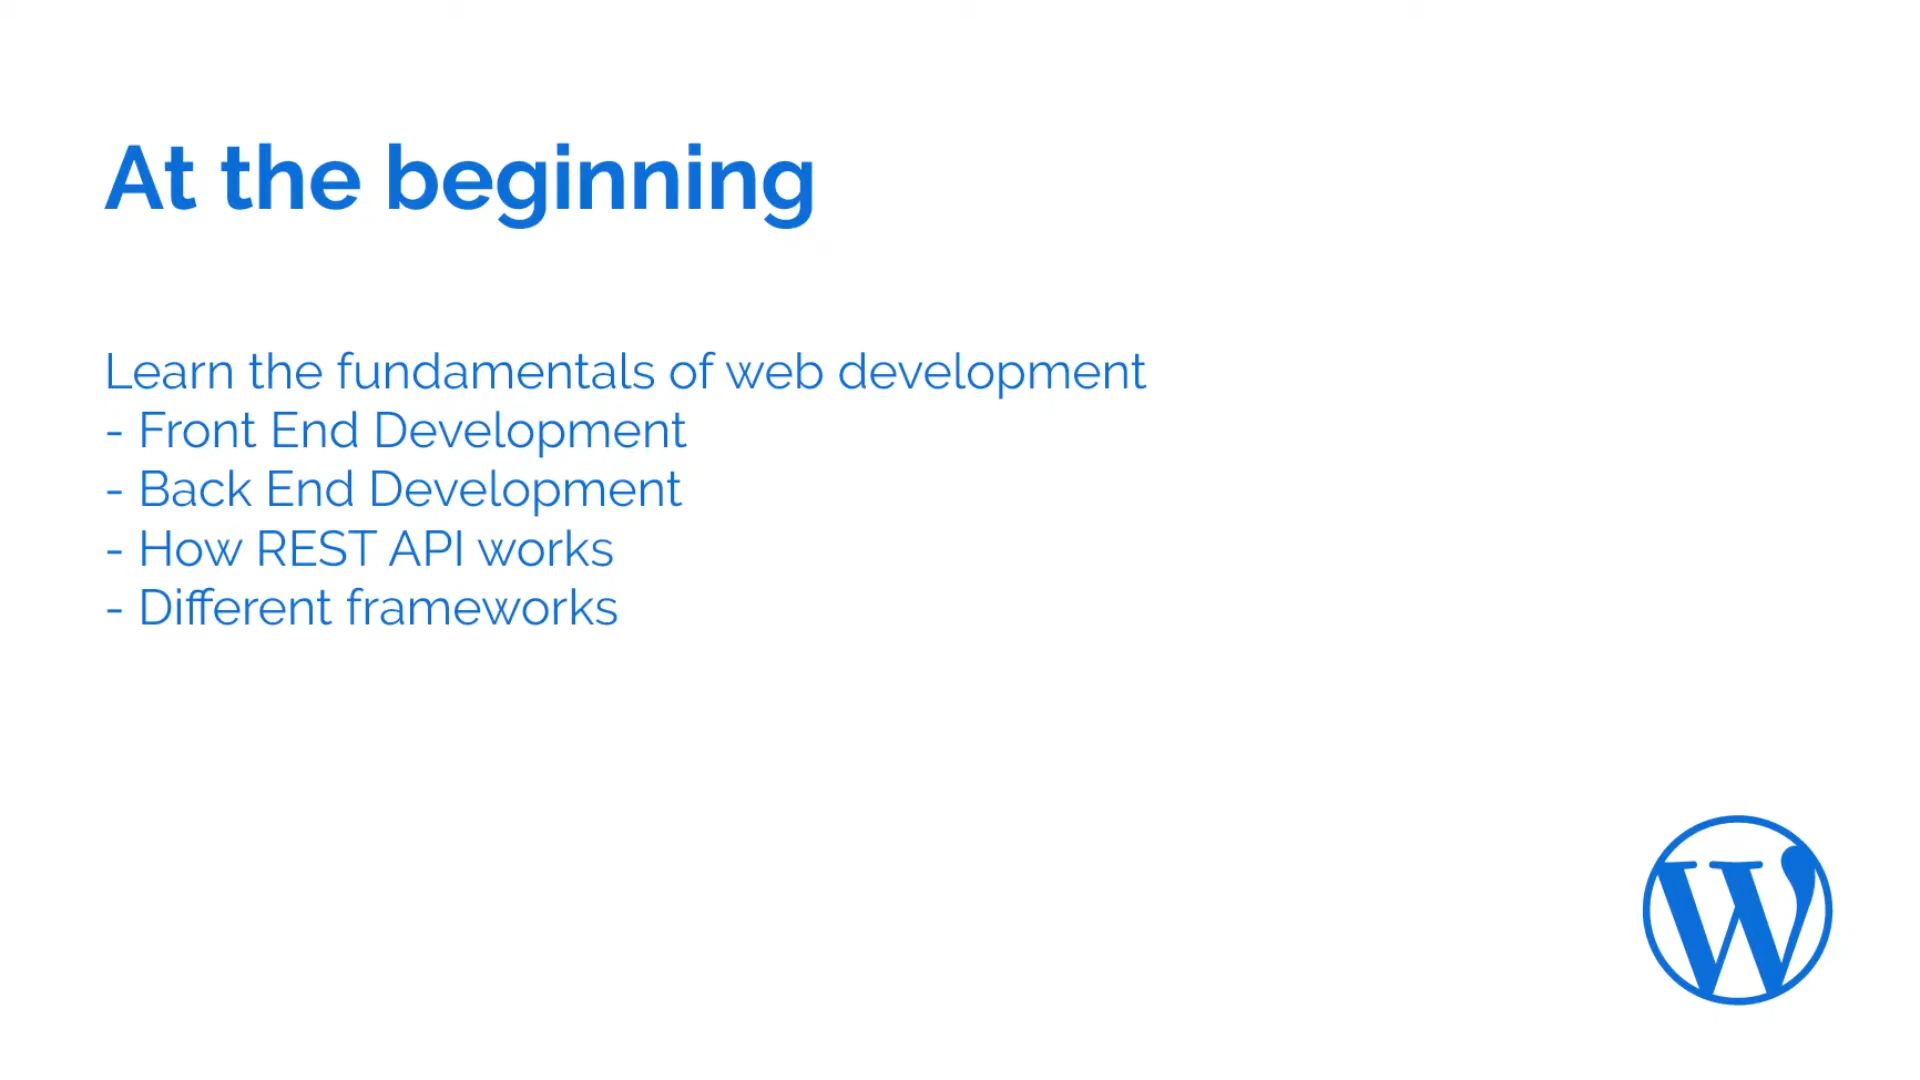 At the beginning
Learn the fundamentals of web development
- Front End Development
- Back End Development
- How REST API works
- Different frameworks